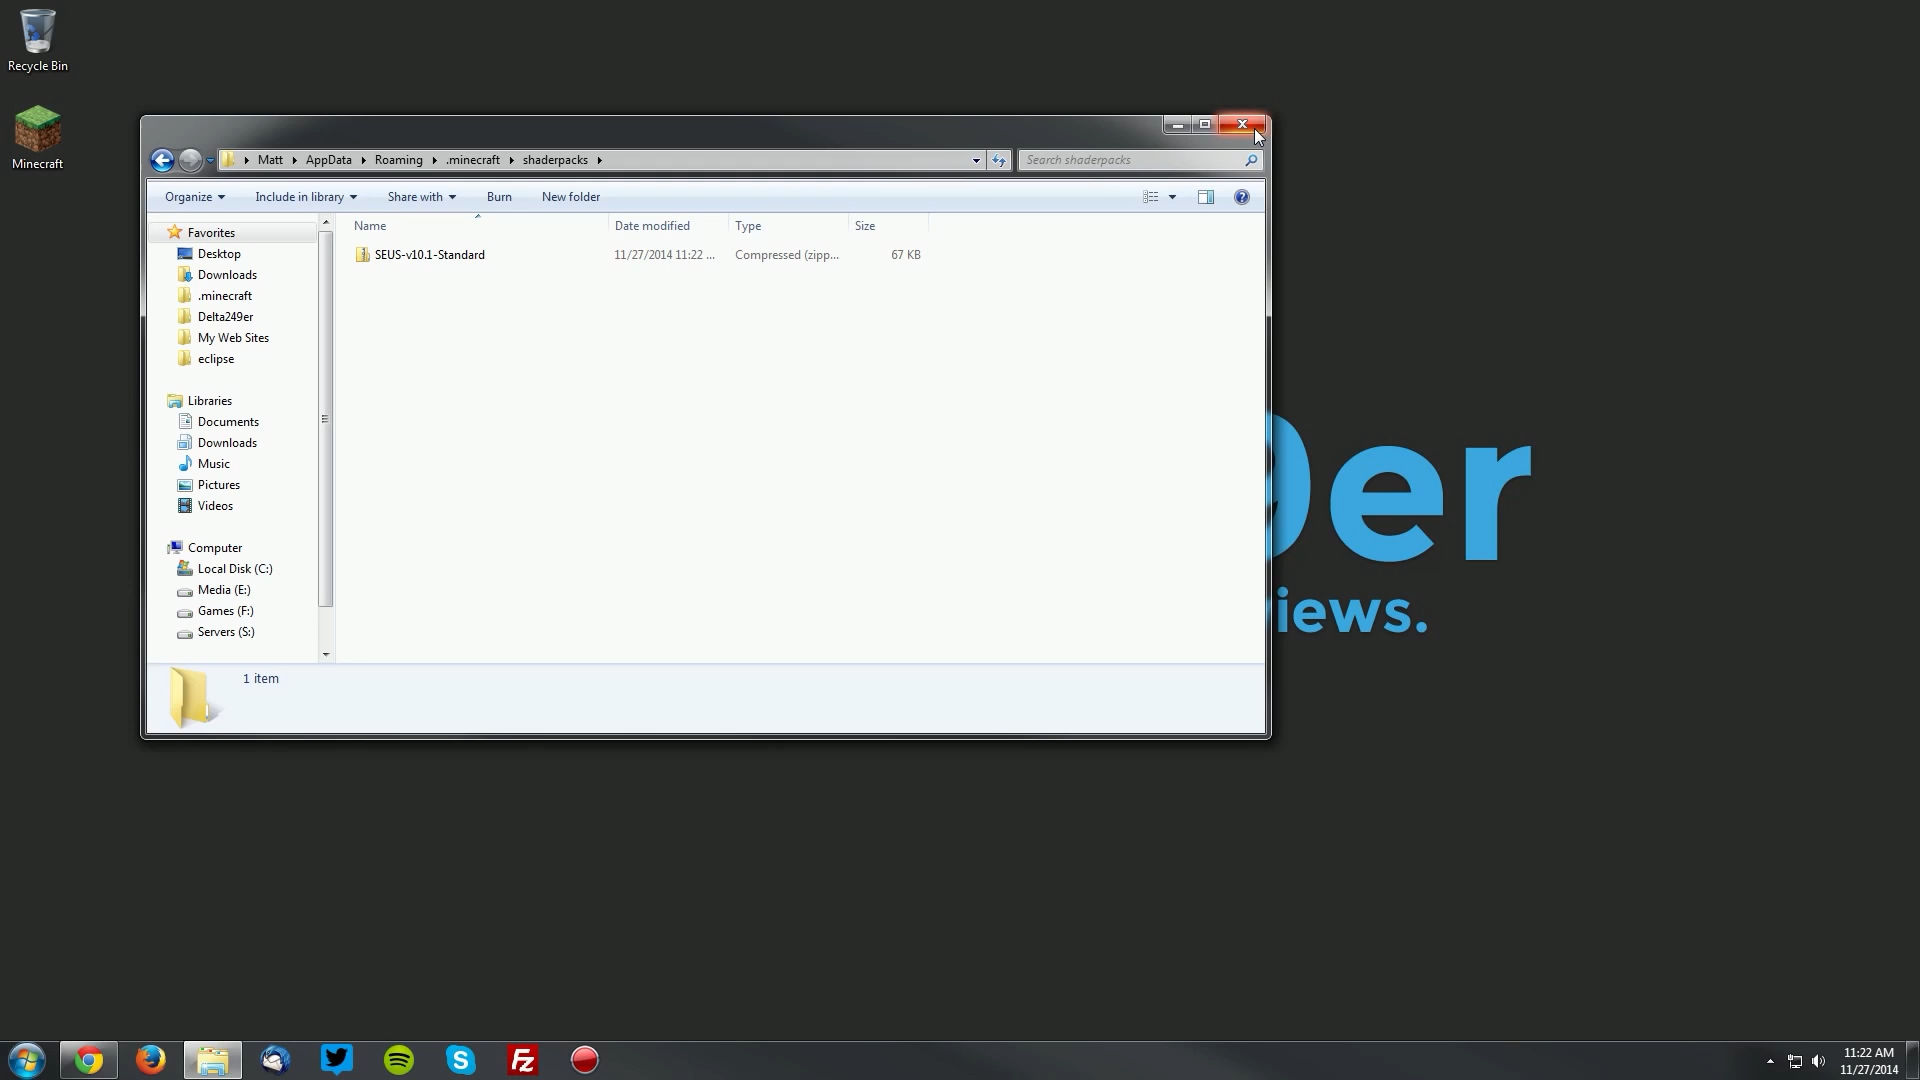 Recycle Bin
Minecraft
Matt AppData Roaming .minecraft shaderpacks
Search shaderpacks
Organize Include in library Share with Burn New folder
Name Date modified Type Size
SEUS-v10.1-Standard 11/27/2014 11:22 ... Compressed (zipp... 67 KB
Favorites
Desktop
Downloads
.minecraft
Delta249er
My Web Sites
eclipse
Libraries
Documents
Downloads
Music
Pictures
Videos
Computer
Local Disk (C:)
Media (E:)
Games (F:)
Servers (S:)
1 item
9er
iews.
11:22 AM
11/27/2014